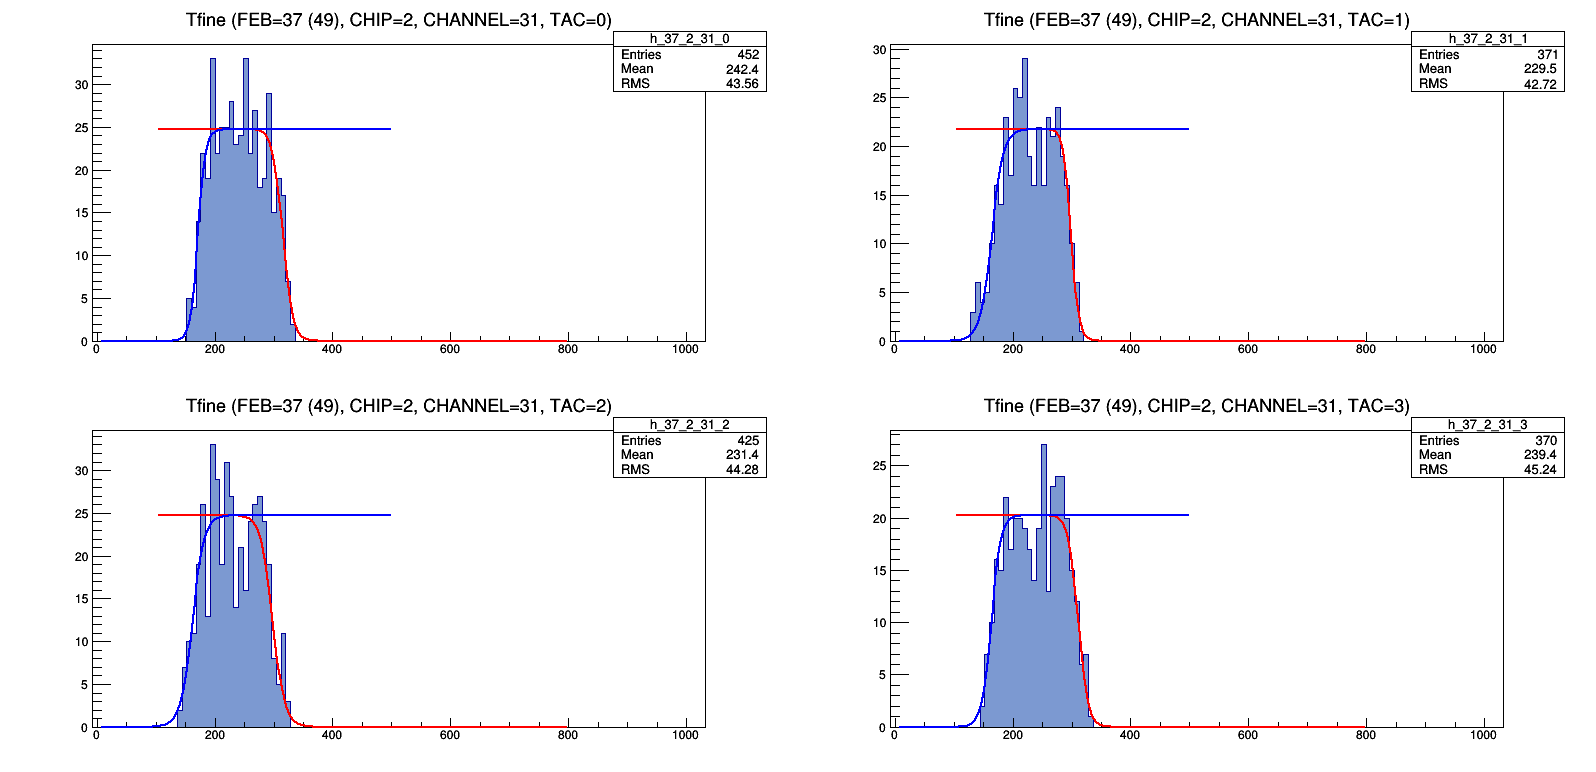 Tfine (FEB=37 (49), CHIP=2, CHANNEL=31, TAC=0)
h_37_2_31_0
Entries 452
Mean 242.4
RMS 43.56
30
25
20
15
10
5
0
0 200 400 600 800 1000
Tfine (FEB=37 (49), CHIP=2, CHANNEL=31, TAC=1)
h_37_2_31_1
Entries 371
Mean 229.5
RMS 42.72
30
25
20
15
10
5
0
0 200 400 600 800 1000
Tfine (FEB=37 (49), CHIP=2, CHANNEL=31, TAC=2)
h_37_2_31_2
Entries 425
Mean 231.4
RMS 44.28
30
25
20
15
10
5
0
0 200 400 600 800 1000
Tfine (FEB=37 (49), CHIP=2, CHANNEL=31, TAC=3)
h_37_2_31_3
Entries 370
Mean 239.4
RMS 45.24
25
20
15
10
5
0
0 200 400 600 800 1000